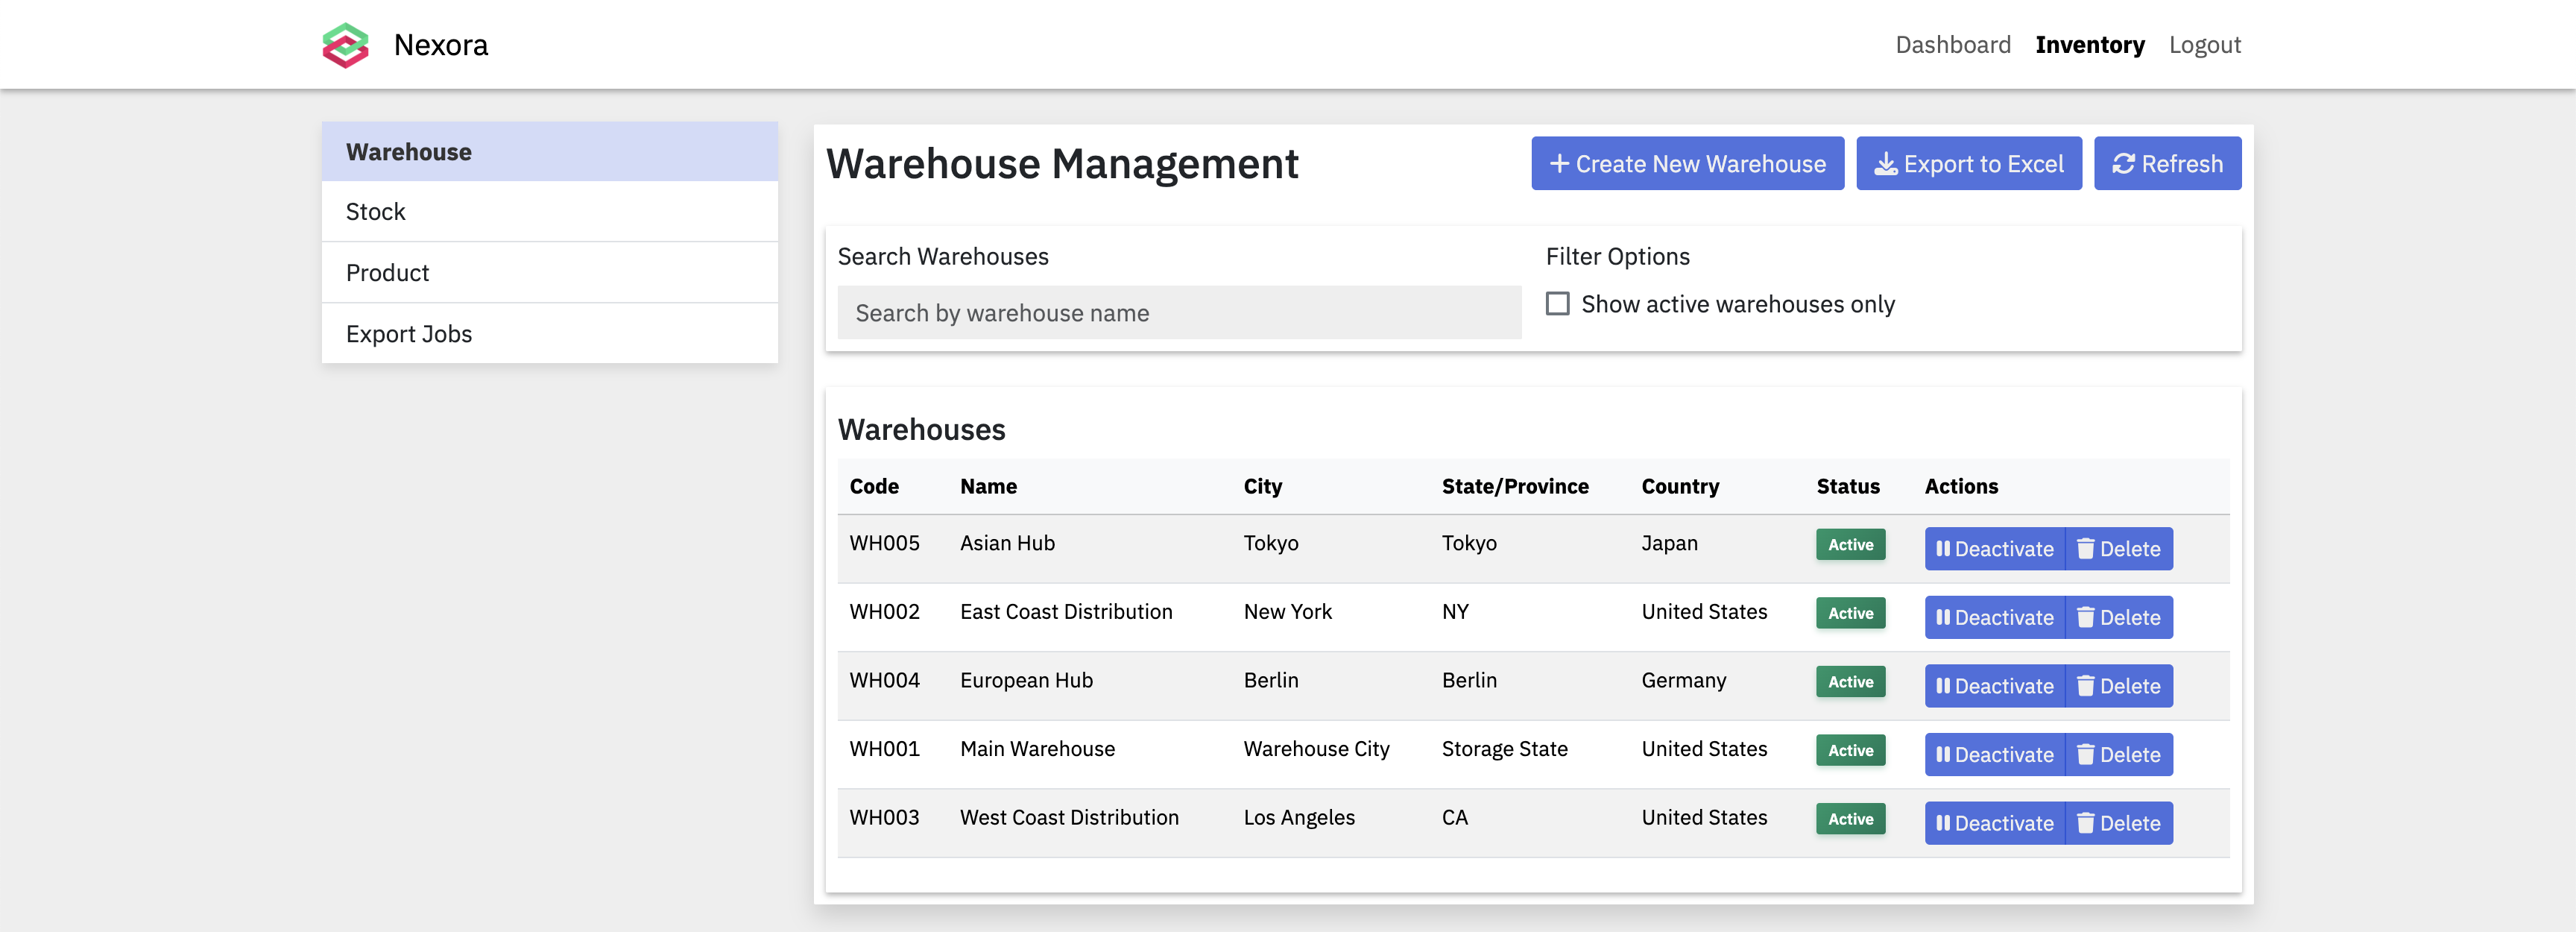 Nexora
Dashboard Inventory Logout
Warehouse
Stock
Product
Export Jobs
Warehouse Management
Create New Warehouse
Export to Excel
Refresh
Search Warehouses
Search by warehouse name
Filter Options
Show active warehouses only
Warehouses
Code Name City State/Province Country Status Actions
WH005 Asian Hub Tokyo Tokyo Japan Active Deactivate Delete
WH002 East Coast Distribution New York NY United States Active Deactivate Delete
WH004 European Hub Berlin Berlin Germany Active Deactivate Delete
WH001 Main Warehouse Warehouse City Storage State United States Active Deactivate Delete
WH003 West Coast Distribution Los Angeles CA United States Active Deactivate Delete